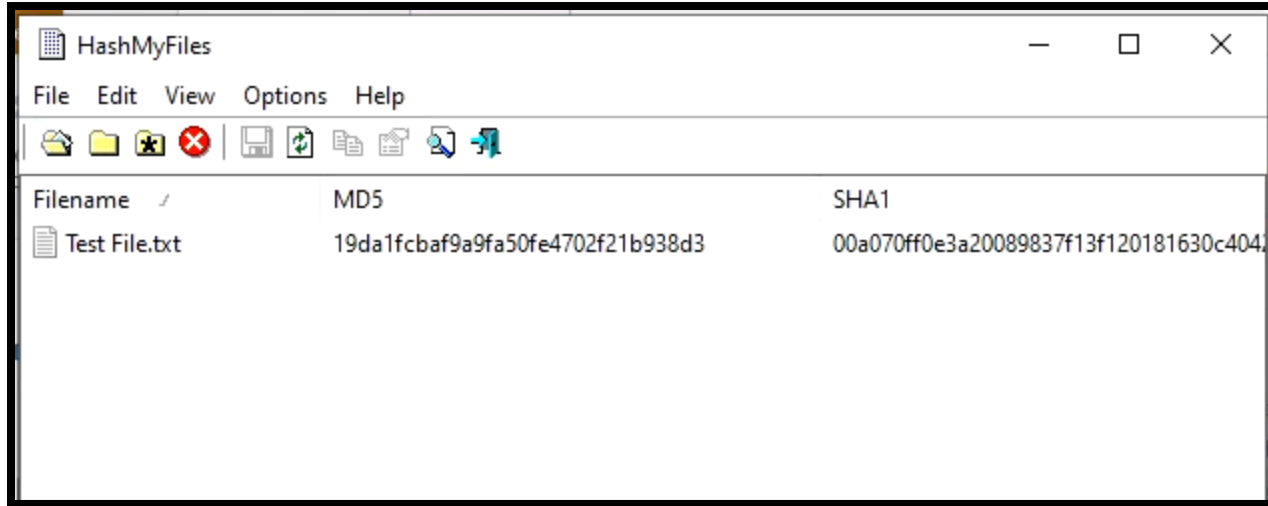 HashMyFiles
File Edit View Options Help
Filename MD5 SHA1
Test File.txt 19da1fcbaf9a9fa50fe4702f21b938d3 00a070ff0e3a20089837f13f120181630c404